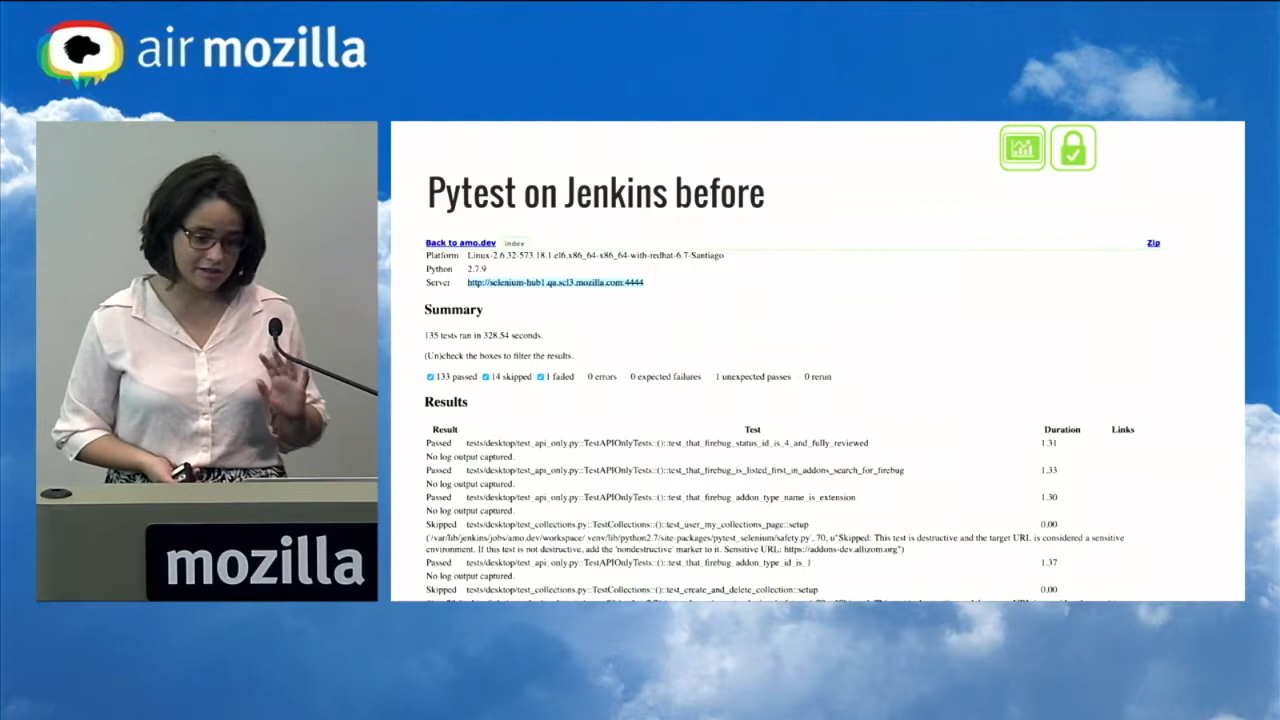 air mozilla
Pytest on Jenkins before
Back to amo.dev index Zip
Platform Linux-2.6.32-573.18.1.el6.x86_64-x86_64-with-redhat-6.7-Santiago
Python 2.7.9
Server http://selenium-hub1.qa.scl3.mozilla.com:4444
Summary
135 tests ran in 328.54 seconds.
(Un)check the boxes to filter the results.
133 passed 14 skipped 1 failed 0 errors 0 expected failures 1 unexpected passes 0 rerun
Results
Result Test Duration Links
Passed tests/desktop/test_api_only.py::TestAPIOnlyTests::()::test_that_firebug_status_id_is_4_and_fully_reviewed 1.31
No log output captured.
Passed tests/desktop/test_api_only.py::TestAPIOnlyTests::()::test_that_firebug_is_listed_first_in_addons_search_for_firebug 1.33
No log output captured.
Passed tests/desktop/test_api_only.py::TestAPIOnlyTests::()::test_that_firebug_addon_type_name_is_extension 1.30
No log output captured.
Skipped tests/desktop/test_collections.py::TestCollections::()::test_user_my_collections_page::setup 0.00
('/var/lib/jenkins/jobs/amo.dev/workspace/.venv/lib/python2.7/site-packages/pytest_selenium/safety.py', 70, u"Skipped: This test is destructive and the target URL is considered a sensitive
environment. If this test is not destructive, add the 'nondestructive' marker to it. Sensitive URL: https://addons-dev.allizom.org")
Passed tests/desktop/test_api_only.py::TestAPIOnlyTests::()::test_that_firebug_addon_type_id_is_1 1.37
No log output captured.
Skipped tests/desktop/test_collections.py::TestCollections::()::test_create_and_delete_collection::setup 0.00
mozilla